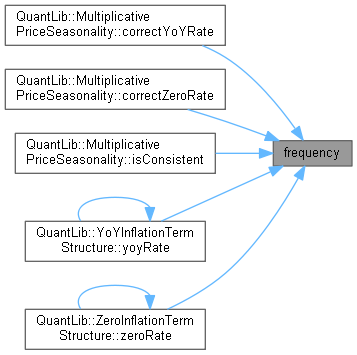 QuantLib::Multiplicative
PriceSeasonality::correctYoYRate
QuantLib::Multiplicative
PriceSeasonality::correctZeroRate
QuantLib::Multiplicative
PriceSeasonality::isConsistent
frequency
QuantLib::YoYInflationTerm
Structure::yoyRate
QuantLib::ZeroInflationTerm
Structure::zeroRate